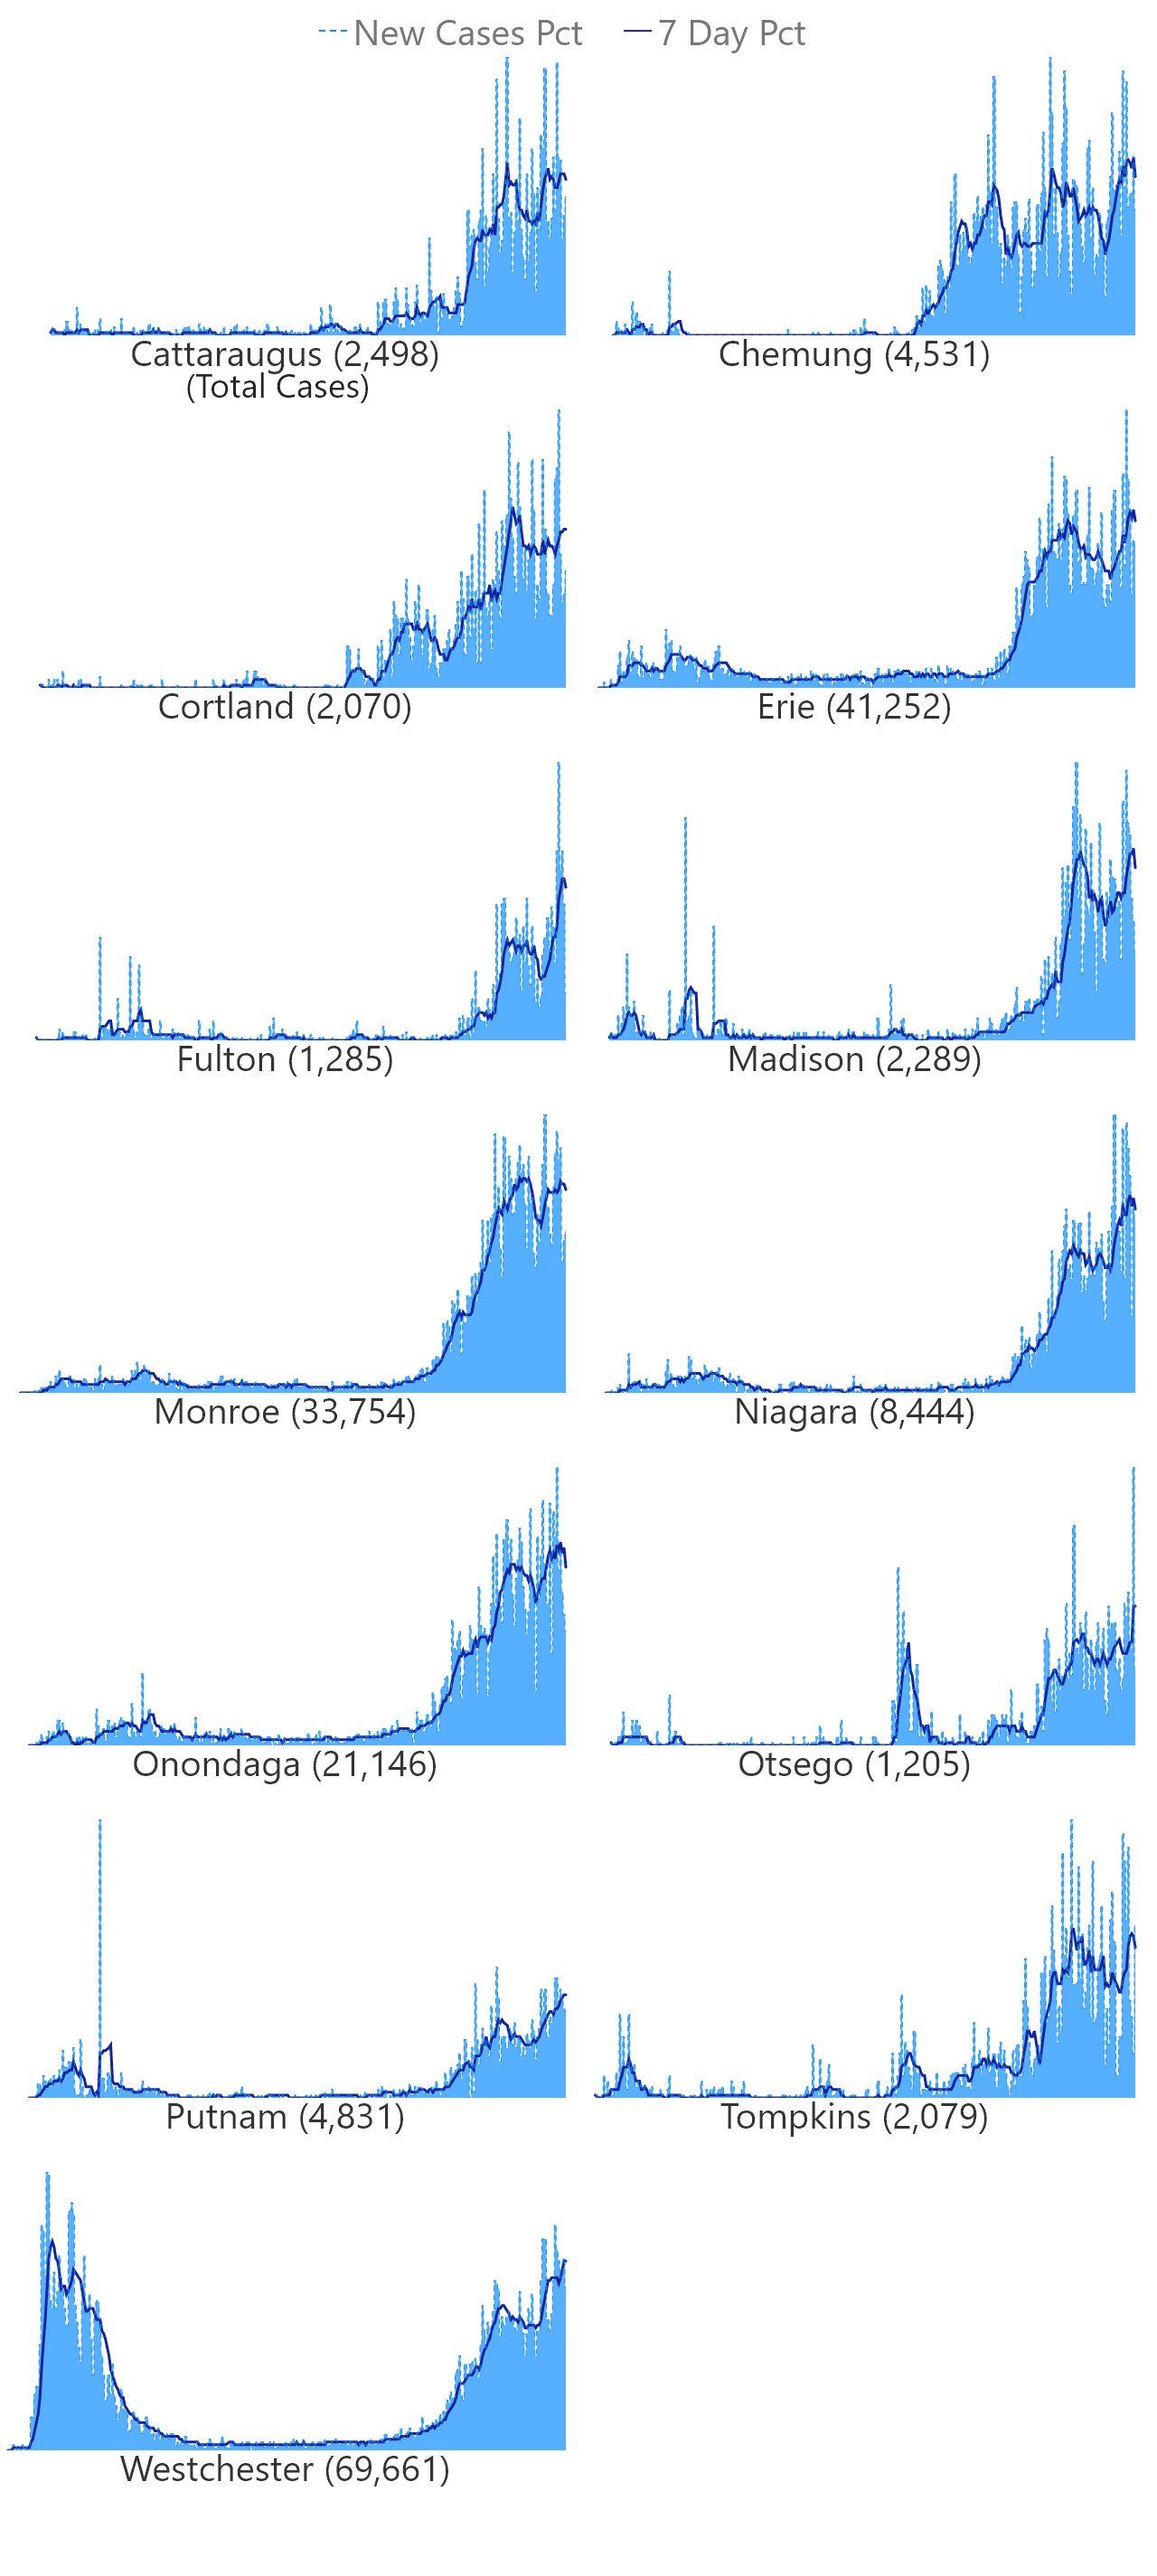 New Cases Pct 7 Day Pct
Cattaraugus (2,498) Chemung (4,531)
(Total Cases)
Cortland (2,070) Erie (41,252)
Fulton (1,285) Madison (2,289)
Monroe (33,754) Niagara (8,444)
Onondaga (21,146) Otsego (1,205)
Putnam (4,831) Tompkins (2,079)
Westchester (69,661)